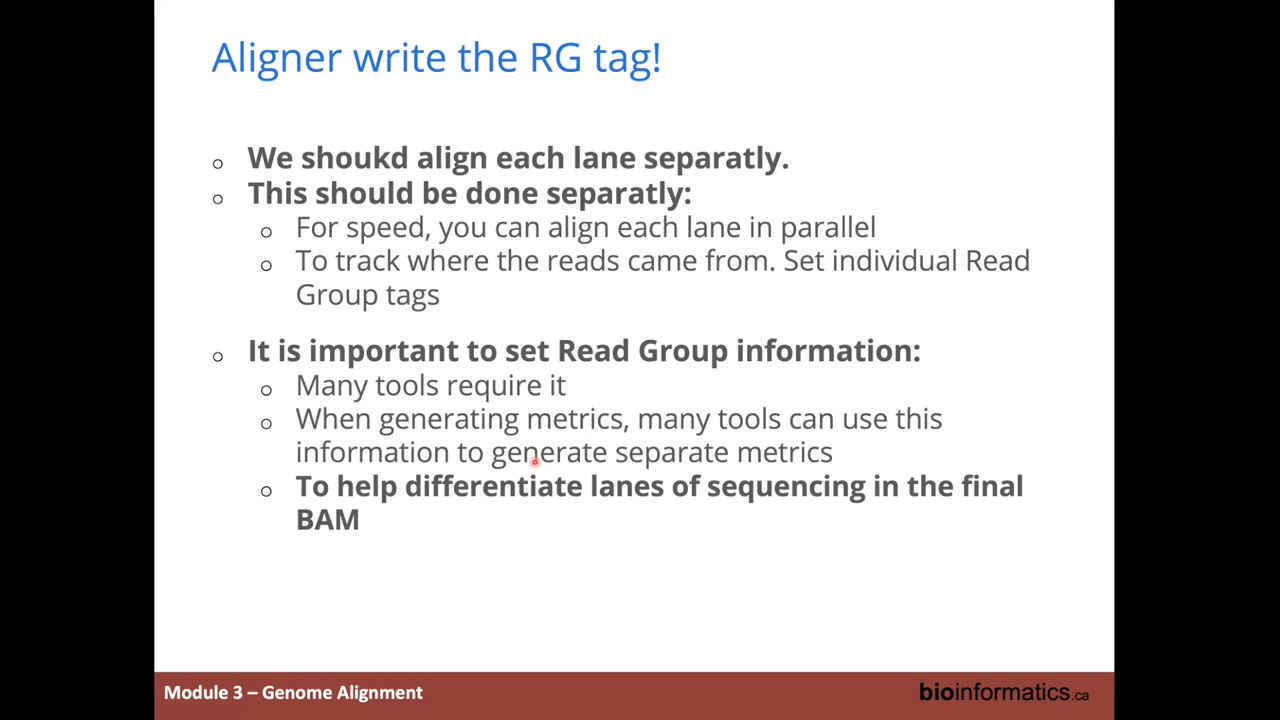 Aligner write the RG tag!
We shoukd align each lane separatly.
This should be done separatly:
For speed, you can align each lane in parallel
To track where the reads came from. Set individual Read
Group tags
It is important to set Read Group information:
Many tools require it
When generating metrics, many tools can use this
information to generate separate metrics
To help differentiate lanes of sequencing in the final
BAM
Module 3 – Genome Alignment
bioinformatics.ca